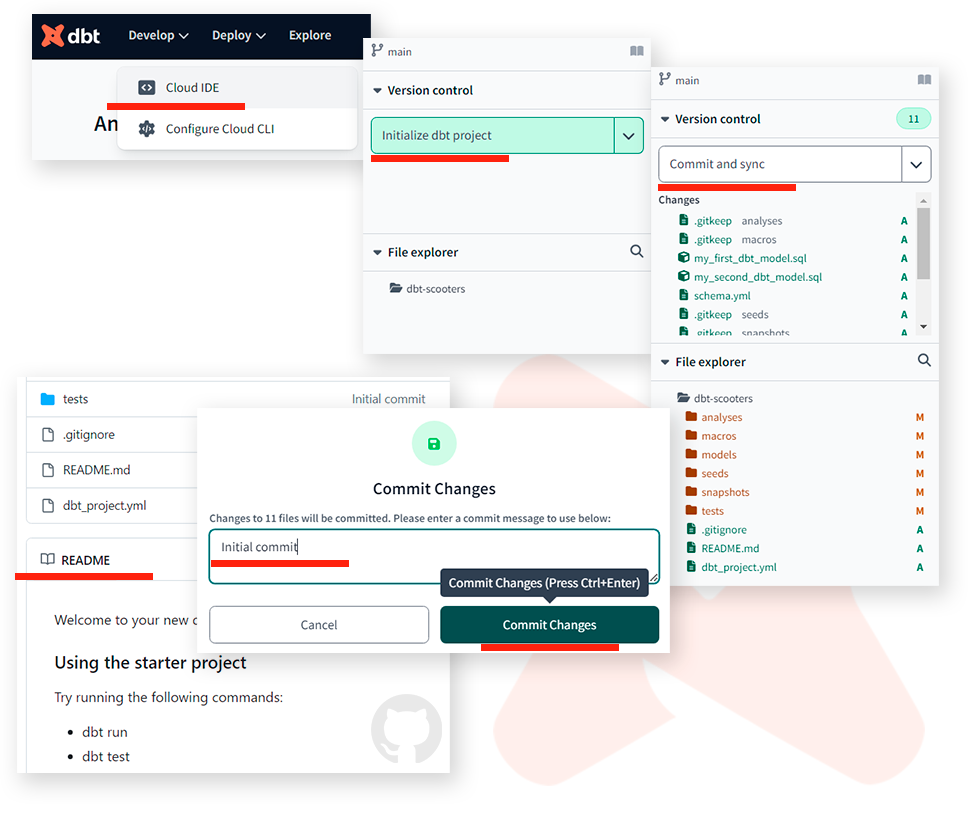 dbt Develop Deploy Explore
Cloud IDE
An
Configure Cloud CLI
main
Version control
Initialize dbt project
File explorer
dbt-scooters
main
Version control 11
Commit and sync
Changes
.gitkeep analyses A
.gitkeep macros A
my_first_dbt_model.sql A
my_second_dbt_model.sql A
schema.yml A
.gitkeep seeds A
.gitkeep snapshots A
File explorer
dbt-scooters
analyses M
macros M
models M
seeds M
snapshots M
tests M
.gitignore A
README.md A
dbt_project.yml A
tests Initial commit
.gitignore
README.md
dbt_project.yml
README
Welcome to your new
Using the starter project
Try running the following commands:
• dbt run
• dbt test
Commit Changes
Changes to 11 files will be committed. Please enter a commit message to use below:
Initial commit
Commit Changes (Press Ctrl+Enter)
Cancel Commit Changes